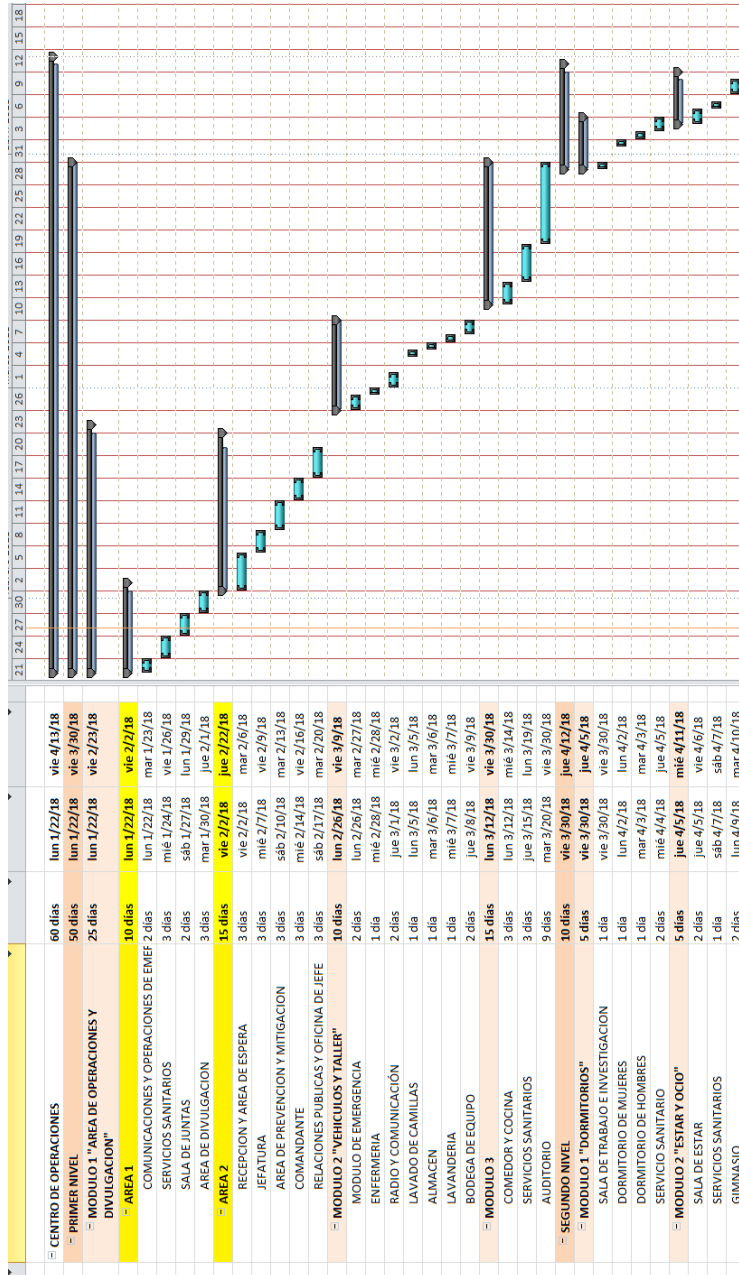 21 24 27 30 2 5 8 11 14 17 20 23 26 1 4 7 10 13 16 19 22 25 28 31 3 6 9 12 15 18
CENTRO DE OPERACIONES 60 días lun 1/22/18 vie 4/13/18
PRIMER NIVEL 50 días lun 1/22/18 vie 3/30/18
MODULO 1 "AREA DE OPERACIONES Y 25 días lun 1/22/18 vie 2/23/18
DIVULGACION"
AREA 1 10 días lun 1/22/18 vie 2/2/18
COMUNICACIONES Y OPERACIONES DE EMER 2 días lun 1/22/18 mar 1/23/18
SERVICIOS SANITARIOS 3 días mié 1/24/18 vie 1/26/18
SALA DE JUNTAS 2 días sáb 1/27/18 lun 1/29/18
AREA DE DIVULGACION 3 días mar 1/30/18 jue 2/1/18
AREA 2 15 días vie 2/2/18 jue 2/22/18
RECEPCION Y AREA DE ESPERA 3 días vie 2/2/18 mar 2/6/18
JEFATURA 3 días mié 2/7/18 vie 2/9/18
AREA DE PREVENCION Y MITIGACION 3 días sáb 2/10/18 mar 2/13/18
COMANDANTE 3 días mié 2/14/18 vie 2/16/18
RELACIONES PUBLICAS Y OFICINA DE JEFE 3 días sáb 2/17/18 mar 2/20/18
MODULO 2 "VEHICULOS Y TALLER" 10 días lun 2/26/18 vie 3/9/18
MODULO DE EMERGENCIA 2 días lun 2/26/18 mar 2/27/18
ENFERMERIA 1 día mié 2/28/18 mié 2/28/18
RADIO Y COMUNICACIÓN 2 días jue 3/1/18 vie 3/2/18
LAVADO DE CAMILLAS 1 día lun 3/5/18 lun 3/5/18
ALMACEN 1 día mar 3/6/18 mar 3/6/18
LAVANDERIA 1 día mié 3/7/18 mié 3/7/18
BODEGA DE EQUIPO 2 días jue 3/8/18 vie 3/9/18
MODULO 3 15 días lun 3/12/18 vie 3/30/18
COMEDOR Y COCINA 3 días lun 3/12/18 mié 3/14/18
SERVICIOS SANITARIOS 3 días jue 3/15/18 lun 3/19/18
AUDITORIO 9 días mar 3/20/18 vie 3/30/18
SEGUNDO NIVEL 10 días vie 3/30/18 jue 4/12/18
MODULO 1 "DORMITORIOS" 5 días vie 3/30/18 jue 4/5/18
SALA DE TRABAJO E INVESTIGACION 1 día vie 3/30/18 vie 3/30/18
DORMITORIO DE MUJERES 1 día lun 4/2/18 lun 4/2/18
DORMITORIO DE HOMBRES 1 día mar 4/3/18 mar 4/3/18
SERVICIO SANITARIO 2 días mié 4/4/18 jue 4/5/18
MODULO 2 "ESTAR Y OCIO" 5 días jue 4/5/18 mié 4/11/18
SALA DE ESTAR 2 días jue 4/5/18 vie 4/6/18
SERVICIOS SANITARIOS 1 día sáb 4/7/18 sáb 4/7/18
GIMNASIO 2 días lun 4/9/18 mar 4/10/18